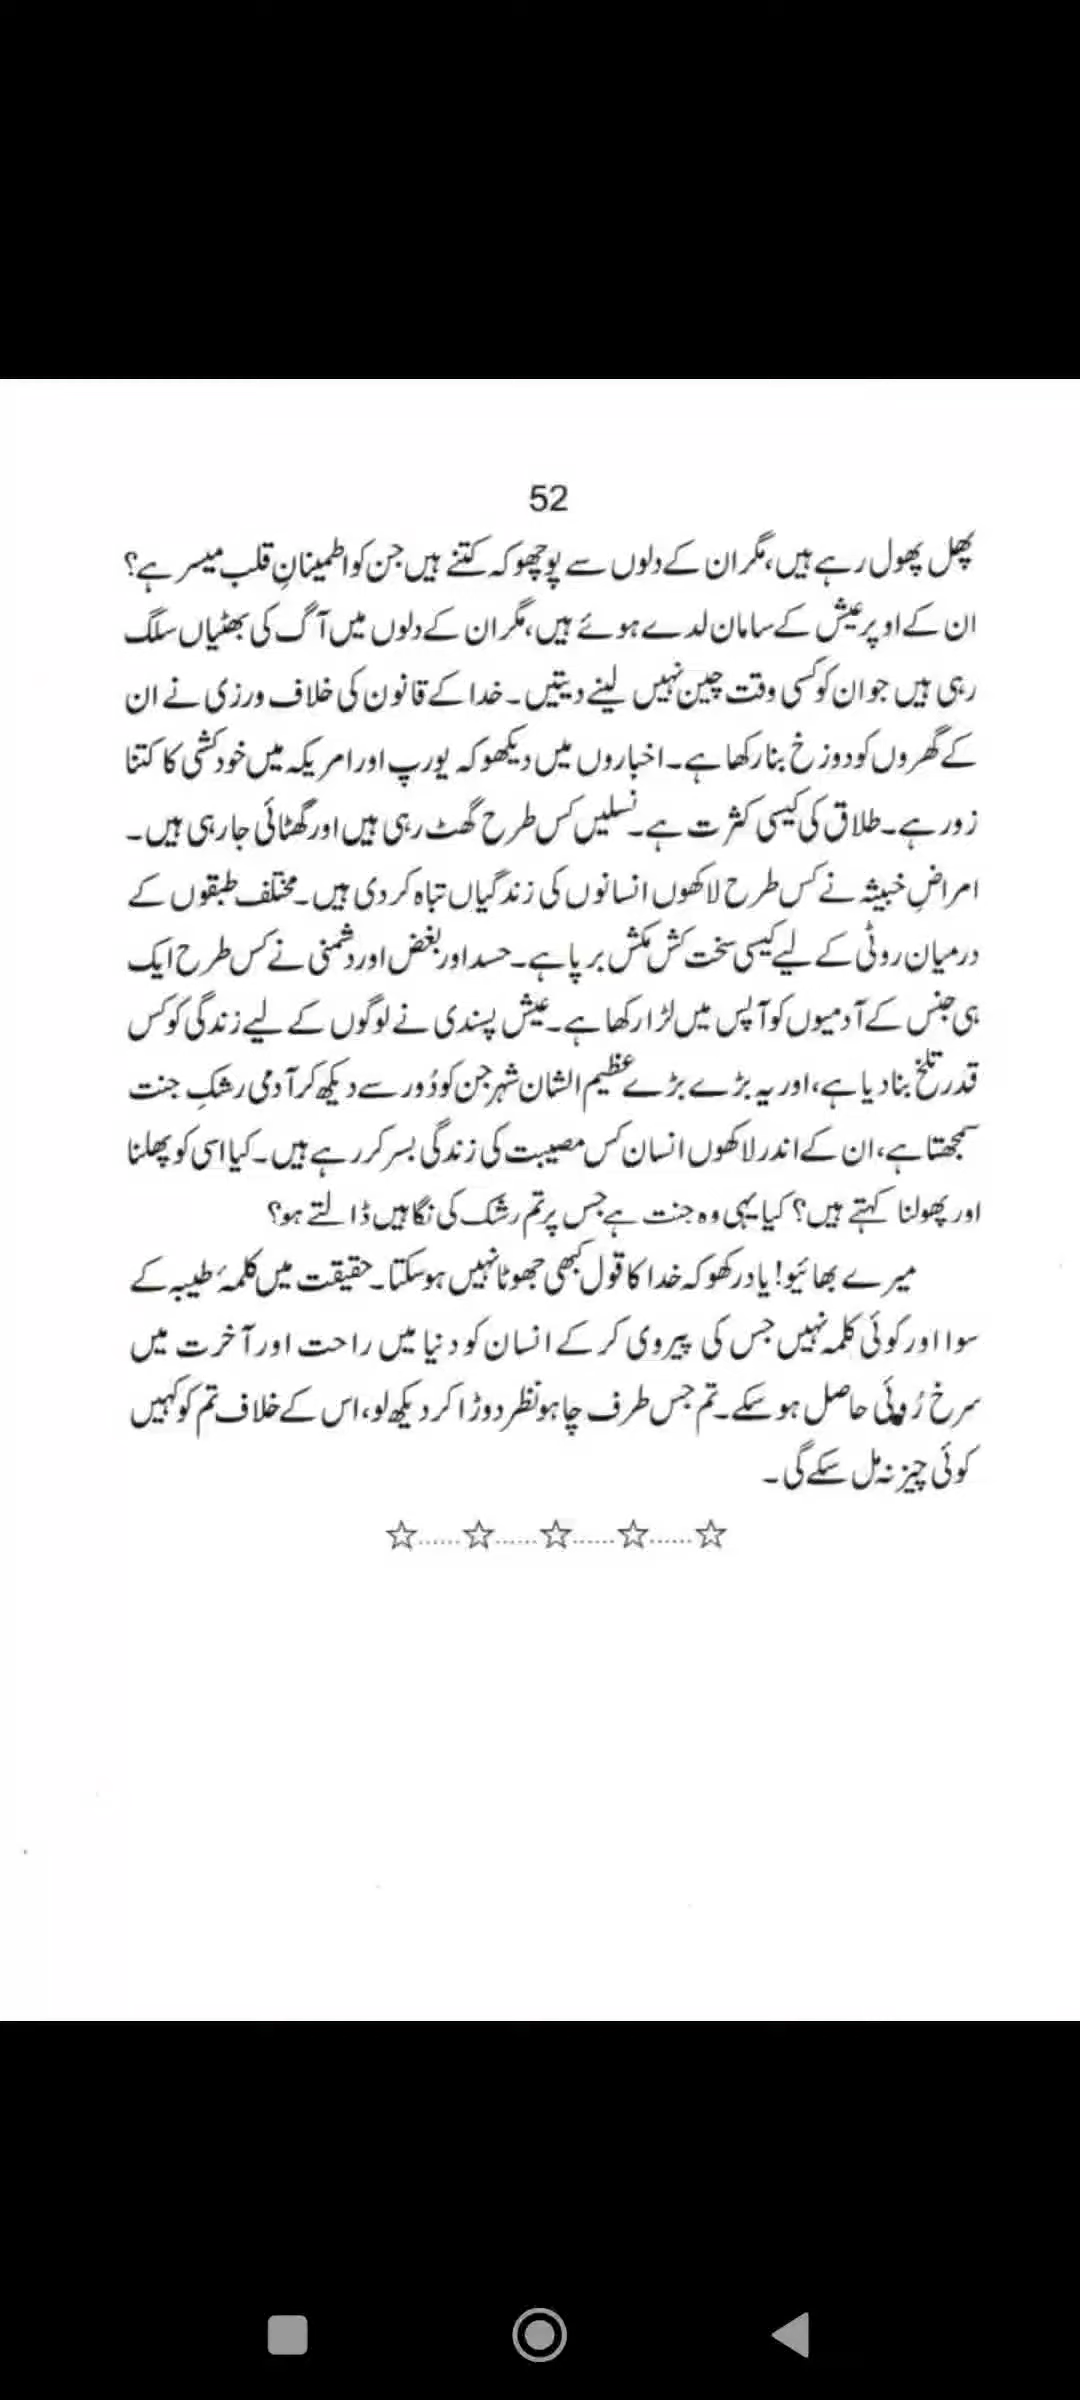 52
پھل پھول رہے ہیں، مگر ان کے دلوں سے پوچھو کہ کتنے ہیں جن کو اطمینانِ قلب میسر ہے؟
ان کے اوپر عیش کے سامان لدے ہوئے ہیں، مگر ان کے دلوں میں آگ کی بھٹیاں سلگ
رہی ہیں جو ان کو کسی وقت چین نہیں لینے دیتیں۔ خدا کے قانون کی خلاف ورزی نے ان
کے گھروں کو دوزخ بنا رکھا ہے۔ اخباروں میں دیکھو کہ یورپ اور امریکہ میں خودکشی کا کتنا
زور ہے۔ طلاق کی کیسی کثرت ہے۔ نسلیں کس طرح گھٹ رہی ہیں اور گھٹائی جا رہی ہیں۔
امراضِ خبیثہ نے کس طرح لاکھوں انسانوں کی زندگیاں تباہ کر دی ہیں۔ مختلف طبقوں کے
درمیان روٹی کے لیے کیسی سخت کش مکش برپا ہے۔ حسد اور بغض اور دشمنی نے کس طرح ایک
ہی جنس کے آدمیوں کو آپس میں لڑا رکھا ہے۔ عیش پسندی نے لوگوں کے لیے زندگی کو کس
قدر تلخ بنا دیا ہے، اور یہ بڑے بڑے عظیم الشان شہر جن کو دُور سے دیکھ کر آدمی رشکِ جنت
سمجھتا ہے، ان کے اندر لاکھوں انسان کس مصیبت کی زندگی بسر کر رہے ہیں۔ کیا اسی کو پھلنا
اور پھولنا کہتے ہیں؟ کیا یہی وہ جنت ہے جس پر تم رشک کی نگاہیں ڈالتے ہو؟
میرے بھائیو! یاد رکھو کہ خدا کا قول کبھی جھوٹا نہیں ہو سکتا۔ حقیقت میں کلمۂ طیبہ کے
سوا اور کوئی کلمہ نہیں جس کی پیروی کر کے انسان کو دنیا میں راحت اور آخرت میں
سرخ رُوئی حاصل ہو سکے۔ تم جس طرف چاہو نظر دوڑا کر دیکھ لو، اس کے خلاف تم کو کہیں
کوئی چیز نہ مل سکے گی۔
☆......☆......☆......☆......☆